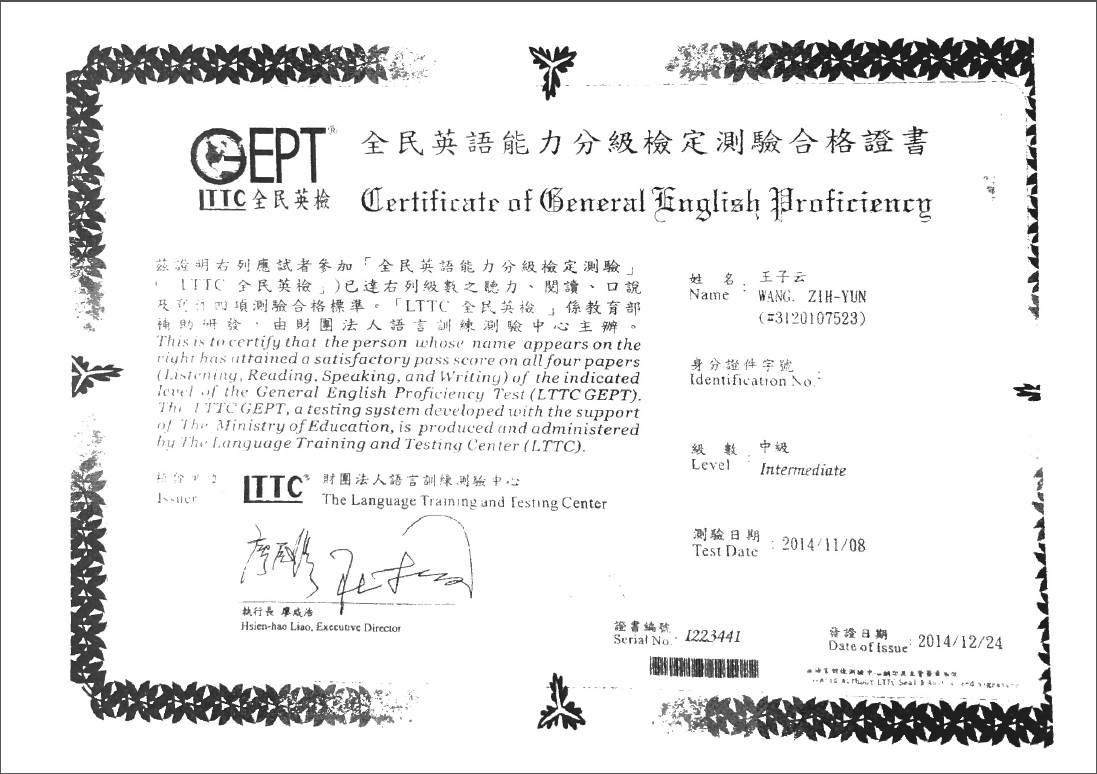 GEPT®
LTTC 全民英檢
全民英語能力分級檢定測驗合格證書
Certificate of General English Proficiency
茲證明右列應試者參加「全民英語能力分級檢定測驗」
(「LTTC 全民英檢」)已達右列級數之聽力、閱讀、口說
及寫作四項測驗合格標準。「LTTC 全民英檢」係教育部
補助研發，由財團法人語言訓練測驗中心主辦。
This is to certify that the person whose name appears on the
right has attained a satisfactory pass score on all four papers
(Listening, Reading, Speaking, and Writing) of the indicated
level of the General English Proficiency Test (LTTC GEPT).
The LTTC GEPT, a testing system developed with the support
of The Ministry of Education, is produced and administered
by The Language Training and Testing Center (LTTC).
Issuer
LTTC® 財團法人語言訓練測驗中心
The Language Training and Testing Center
廖咸浩
執行長 廖咸浩
Hsien-hao Liao, Executive Director
姓名 : 王子云
Name WANG, ZIH-YUN
(#3120107523)
身分證件字號 :
Identification No.
級數 : 中級
Level Intermediate
測驗日期 : 2014/11/08
Test Date
證書編號 : 1223441
Serial No.
發證日期 : 2014/12/24
Date of Issue